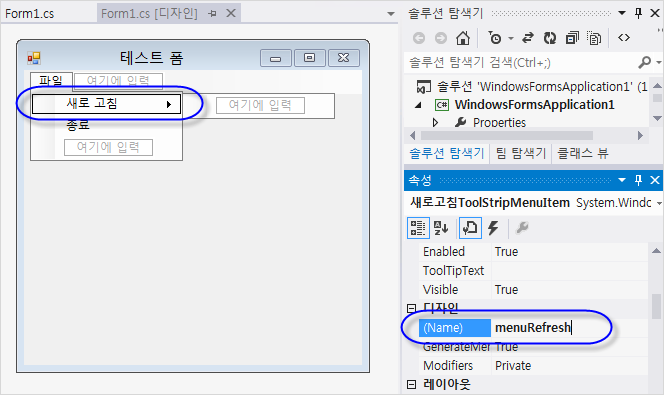 Form1.cs
Form1.cs [디자인]
테스트 폼
파일
여기에 입력
새로 고침
여기에 입력
종료
여기에 입력
솔루션 탐색기
솔루션 탐색기 검색(Ctrl+;)
솔루션 'WindowsFormsApplication1' (1
C# WindowsFormsApplication1
Properties
솔루션 탐색기 팀 탐색기 클래스 뷰
속성
새로고침ToolStripMenuItem System.Windo
Enabled True
ToolTipText
Visible True
디자인
(Name) menuRefresh
GenerateMer True
Modifiers Private
레이아웃